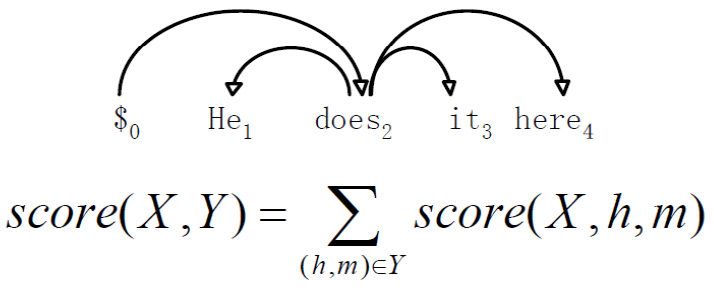 $₀ He₁ does₂ it₃ here₄
score(X,Y) = ∑ score(X,h,m)
(h,m)∈Y